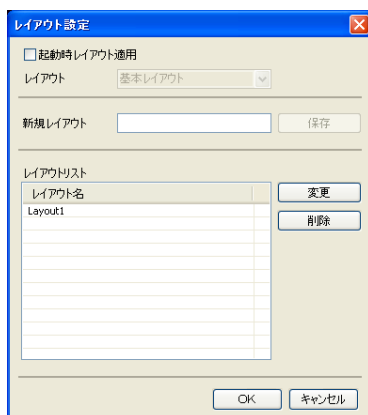 レイアウト設定
起動時レイアウト適用
レイアウト 基本レイアウト
新規レイアウト 保存
レイアウトリスト
レイアウト名 変更
Layout1 削除
OK キャンセル